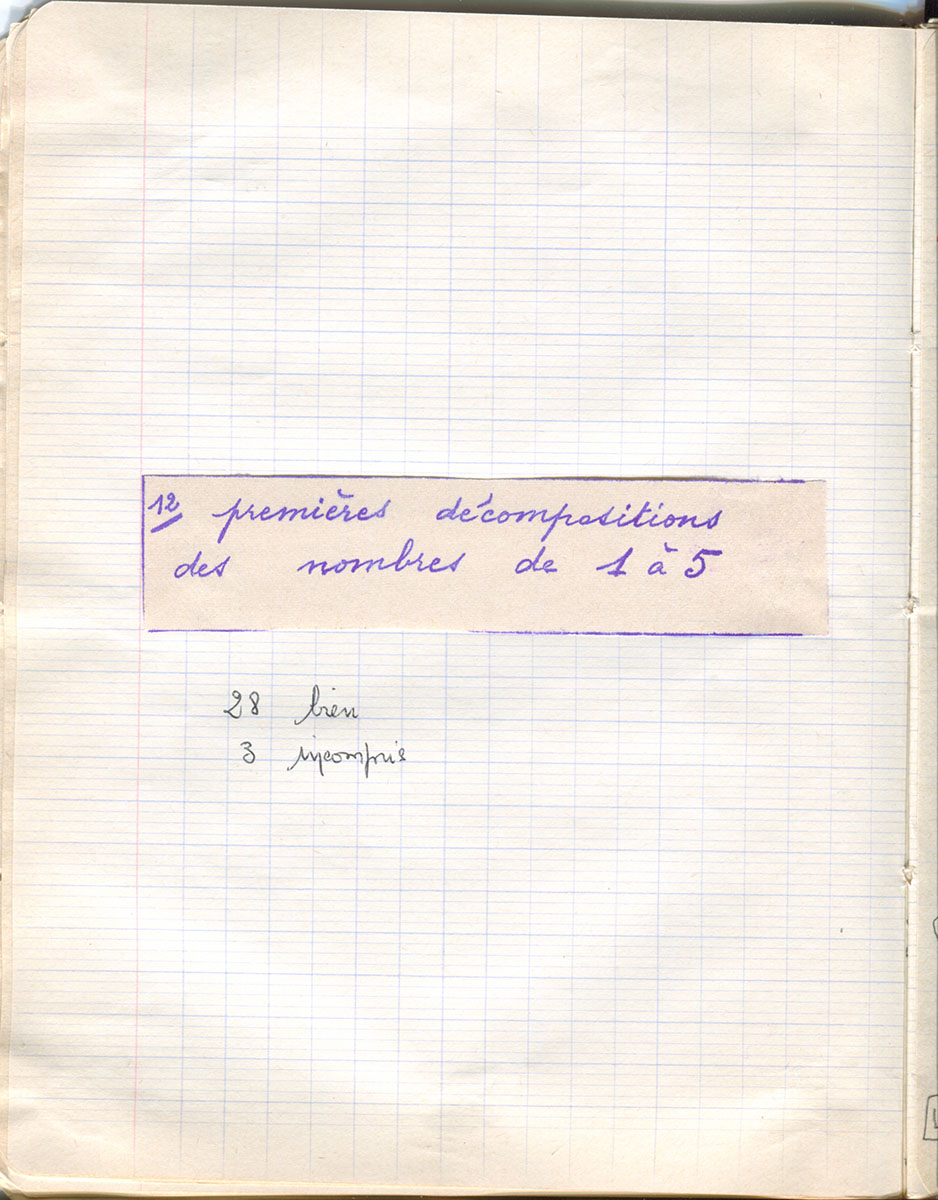 12/ premières décompositions
des nombres de 1 à 5
28 bien
3 incompris